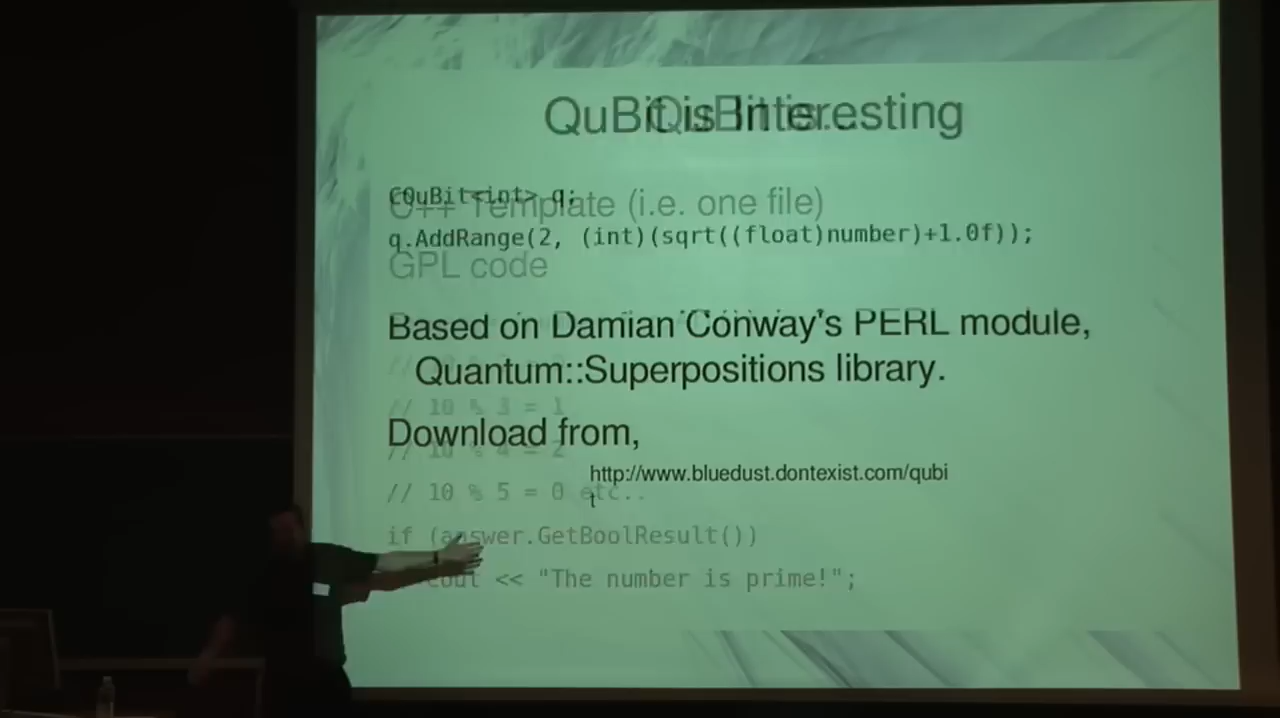 QuBit is Interesting
QuBit is...
CQuBit<int> q;
C++ Template (i.e. one file)
q.AddRange(2, (int)(sqrt((float)number)+1.0f));
GPL code
Based on Damian Conway's PERL module,
Quantum::Superpositions library.
// 10 % 3 = 1
Download from,
// 10 % 4 = 2
http://www.bluedust.dontexist.com/qubi
t
// 10 % 5 = 0 etc..
if (answer.GetBoolResult())
cout << "The number is prime!";